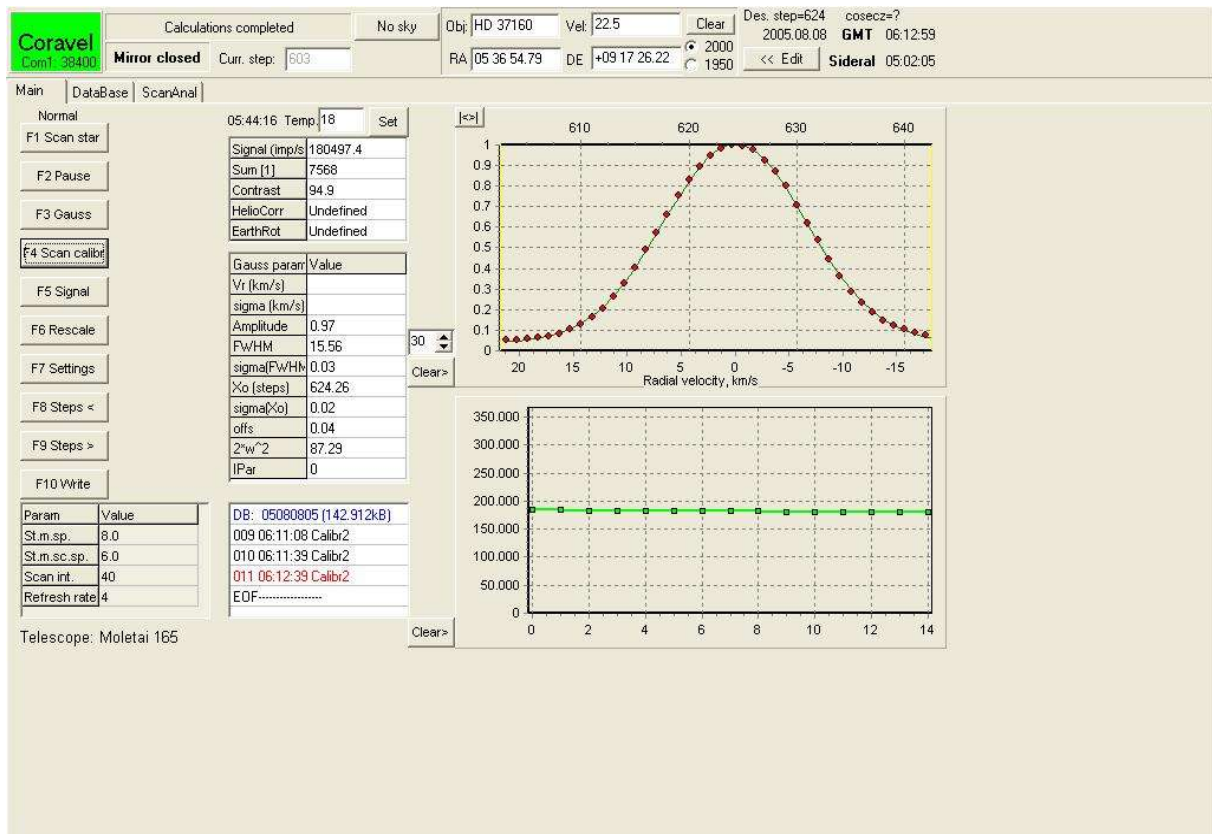 Coravel
Com1: 38400
Calculations completed
No sky
Mirror closed
Curr. step: 603
Obj: HD 37160
Vel: 22.5
Clear
RA 05 36 54.79
DE +09 17 26.22
2000
1950
Des. step=624 cosecz=?
2005.08.08 GMT 06:12:59
<< Edit
Sideral 05:02:05
Main
DataBase
ScanAnal
Normal
F1 Scan star
F2 Pause
F3 Gauss
F4 Scan calibr
F5 Signal
F6 Rescale
F7 Settings
F8 Steps <
F9 Steps >
F10 Write
05:44:16 Temp. 18
Set
Signal (imp/s 180497.4
Sum [1] 7568
Contrast 94.9
HelioCorr Undefined
EarthRot Undefined
Gauss param Value
Vr (km/s)
sigma (km/s)
Amplitude 0.97
FWHM 15.56
sigma(FWHM 0.03
Xo (steps) 624.26
sigma(Xo) 0.02
offs 0.04
2*w^2 87.29
IPar 0
30
Clear>
|<>|
610 620 630 640
1
0.9
0.8
0.7
0.6
0.5
0.4
0.3
0.2
0.1
0
20 15 10 5 0 -5 -10 -15
Radial velocity, km/s
Param Value
St.m.sp. 8.0
St.m.sc.sp. 6.0
Scan int. 40
Refresh rate 4
DB: 05080805 (142.912kB)
009 06:11:08 Calibr2
010 06:11:39 Calibr2
011 06:12:39 Calibr2
EOF------------------
Clear>
350.000
300.000
250.000
200.000
150.000
100.000
50.000
0
0 2 4 6 8 10 12 14
Telescope: Moletai 165